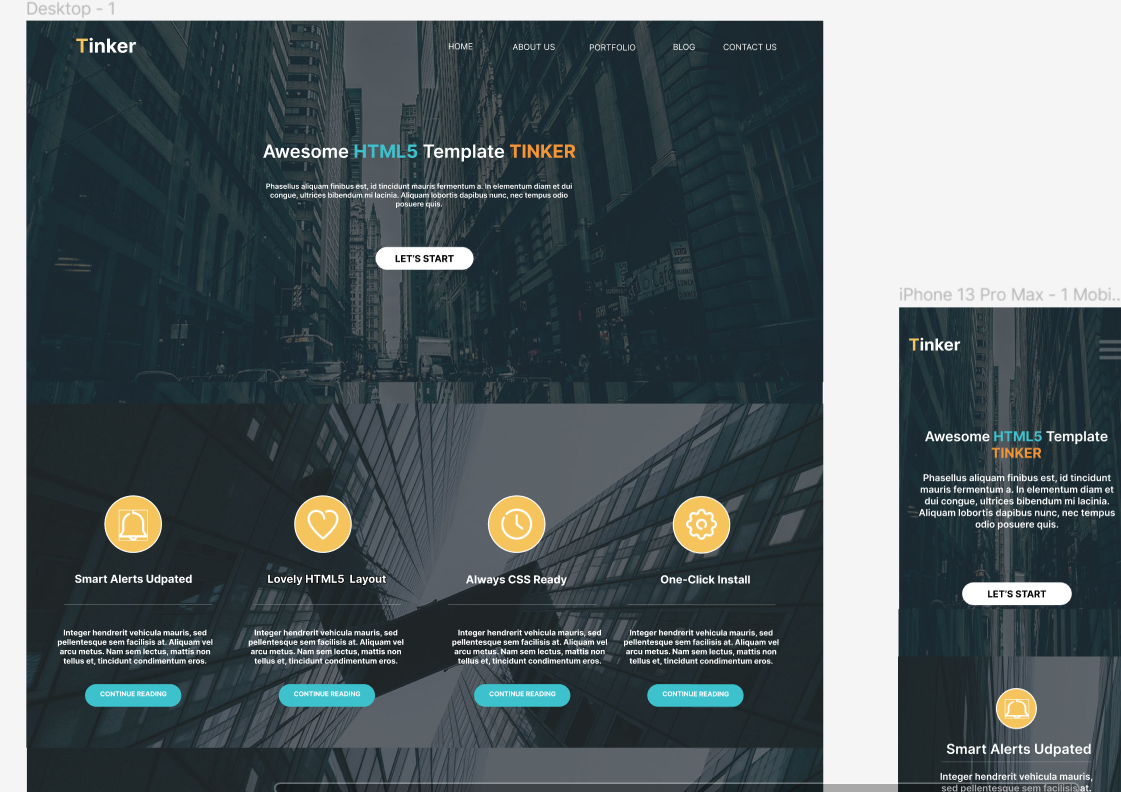 Desktop - 1
Tinker
HOME ABOUT US PORTFOLIO BLOG CONTACT US
Awesome HTML5 Template TINKER
Phasellus aliquam finibus est, id tincidunt mauris fermentum a. In elementum diam et dui
congue, ultrices bibendum mi lacinia. Aliquam lobortis dapibus nunc, nec tempus odio
posuere quis.
LET'S START
Smart Alerts Udpated
Integer hendrerit vehicula mauris, sed
pellentesque sem facilisis at. Aliquam vel
arcu metus. Nam sem lectus, mattis non
tellus et, tincidunt condimentum eros.
CONTINUE READING
Lovely HTML5 Layout
Integer hendrerit vehicula mauris, sed
pellentesque sem facilisis at. Aliquam vel
arcu metus. Nam sem lectus, mattis non
tellus et, tincidunt condimentum eros.
CONTINUE READING
Always CSS Ready
Integer hendrerit vehicula mauris, sed
pellentesque sem facilisis at. Aliquam vel
arcu metus. Nam sem lectus, mattis non
tellus et, tincidunt condimentum eros.
CONTINUE READING
One-Click Install
Integer hendrerit vehicula mauris, sed
pellentesque sem facilisis at. Aliquam vel
arcu metus. Nam sem lectus, mattis non
tellus et, tincidunt condimentum eros.
CONTINUE READING
iPhone 13 Pro Max - 1 Mobi...
Tinker
Awesome HTML5 Template
TINKER
Phasellus aliquam finibus est, id tincidunt
mauris fermentum a. In elementum diam et
dui congue, ultrices bibendum mi lacinia.
Aliquam lobortis dapibus nunc, nec tempus
odio posuere quis.
LET'S START
Smart Alerts Udpated
Integer hendrerit vehicula mauris,
sed pellentesque sem facilisis at.